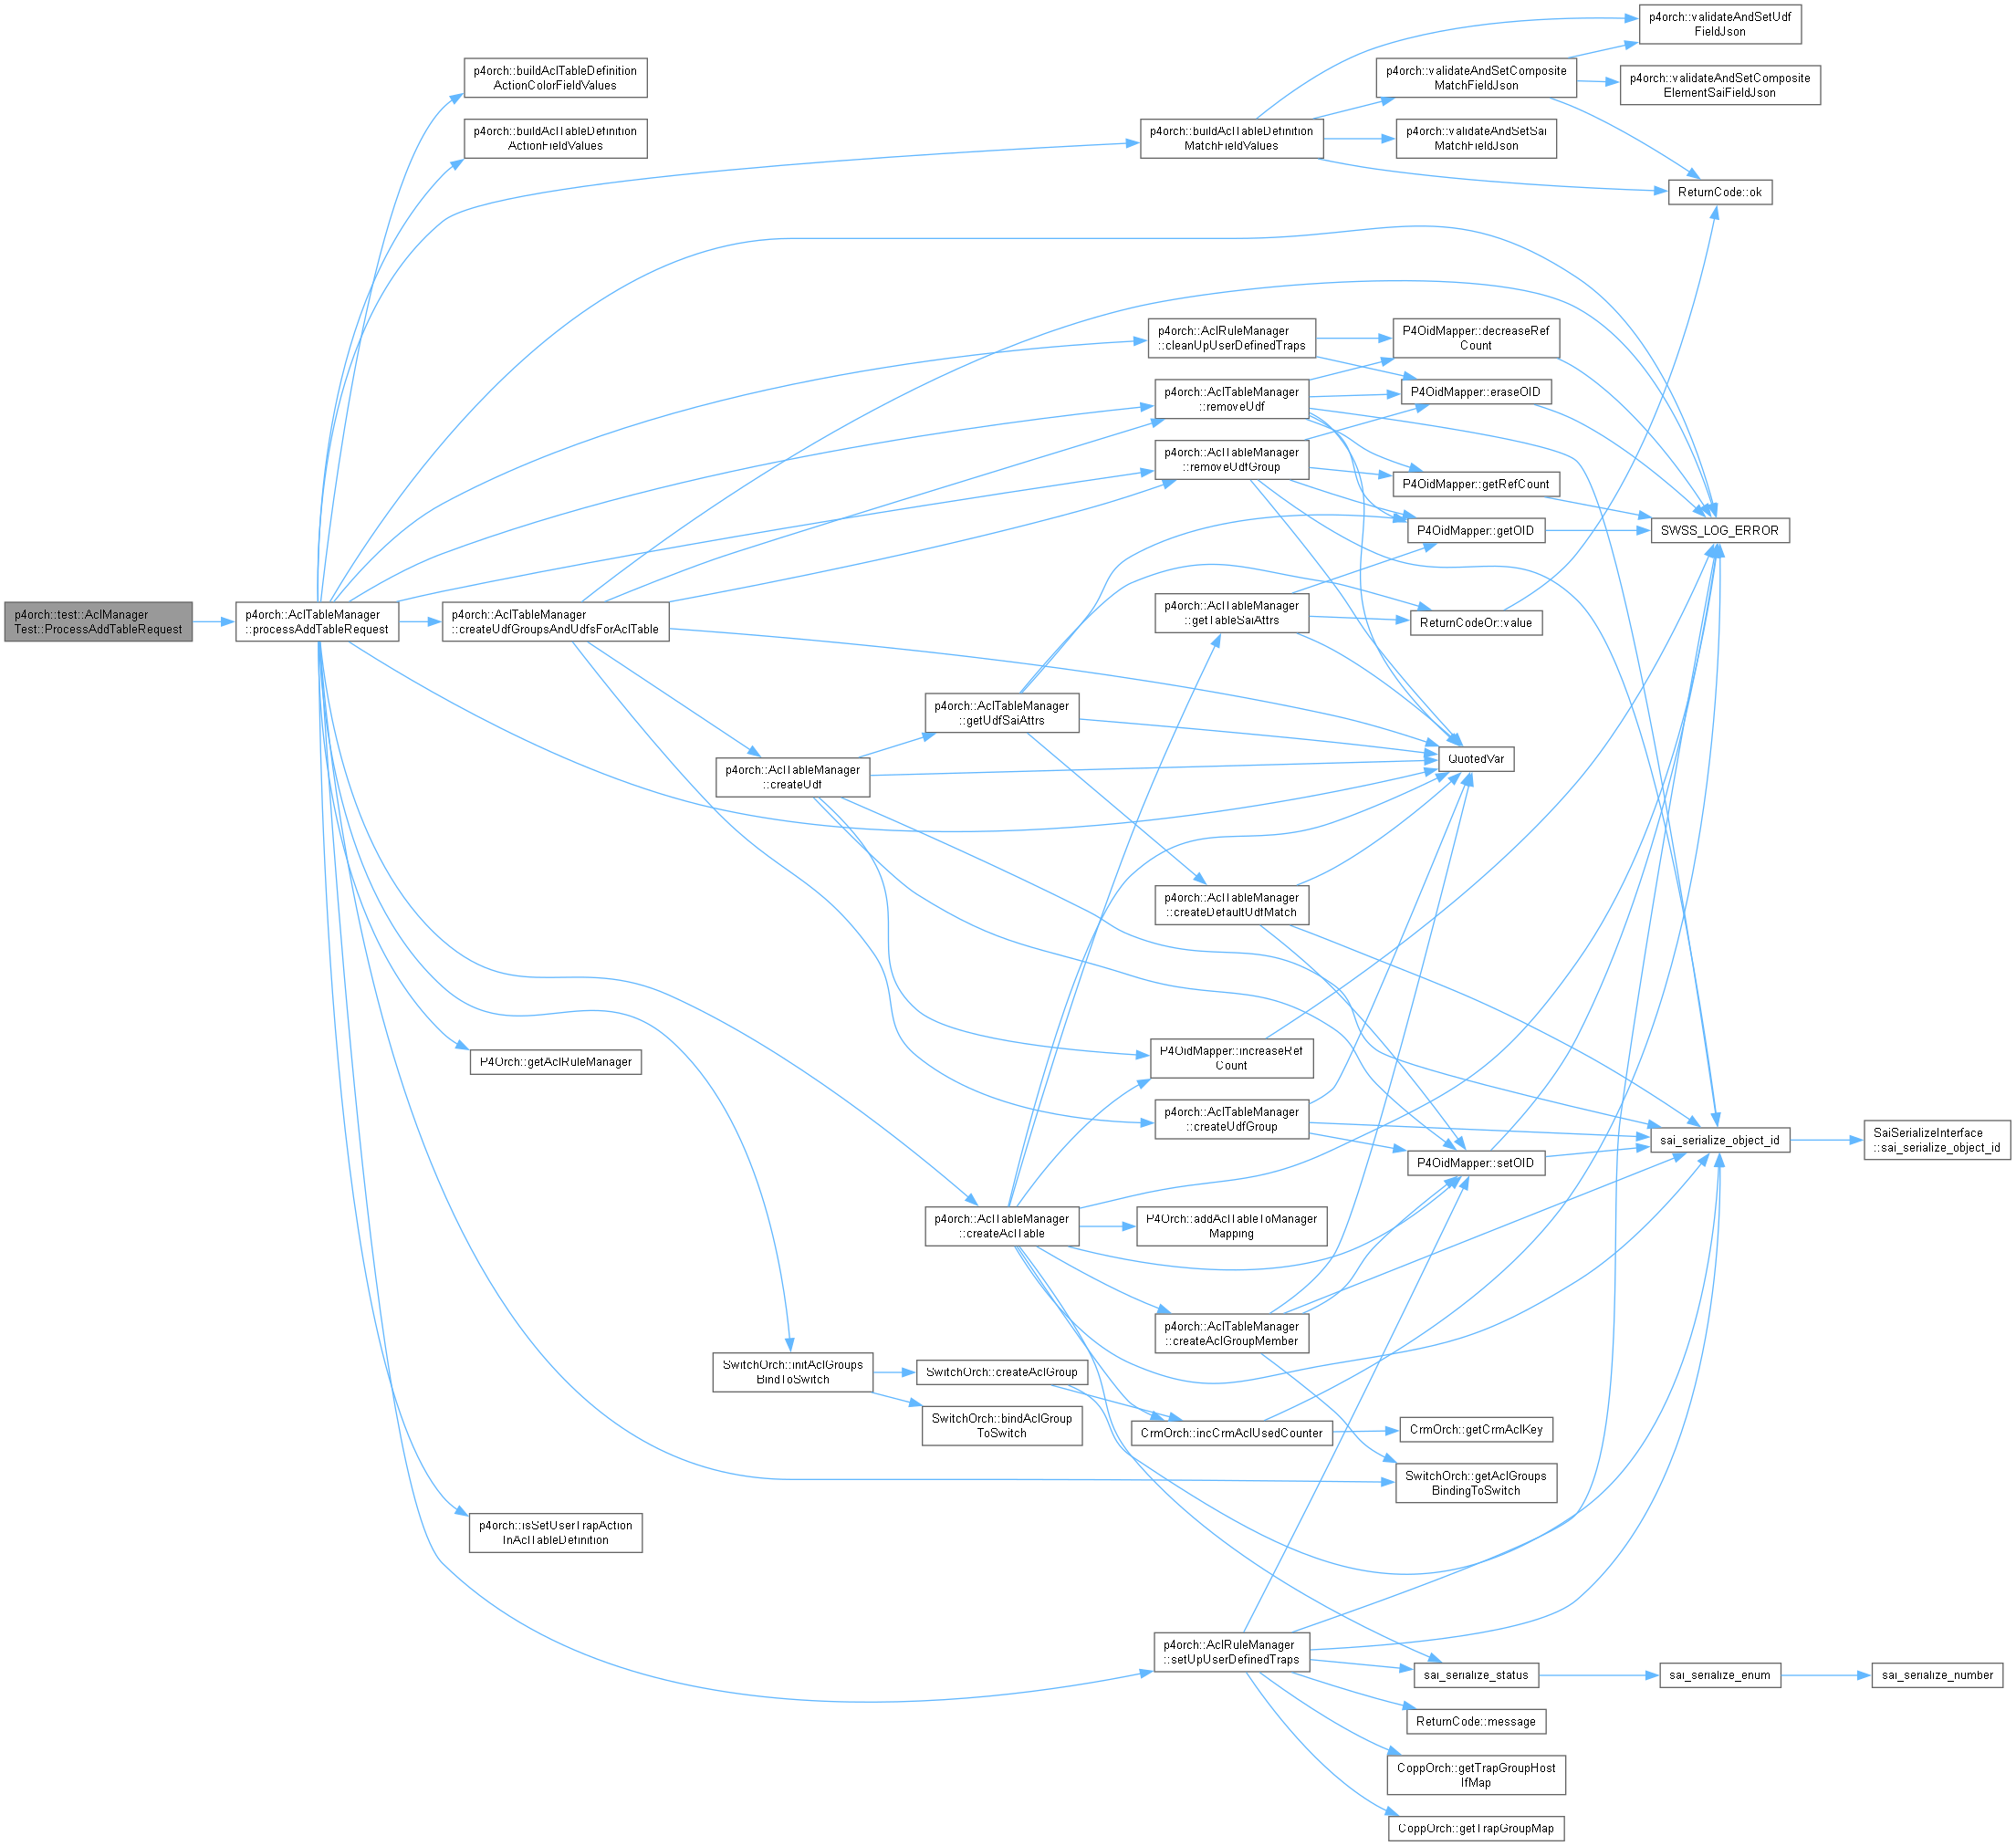 p4orch::validateAndSetUdf
FieldJson
p4orch::buildAclTableDefinition
ActionColorFieldValues
p4orch::validateAndSetComposite
MatchFieldJson
p4orch::validateAndSetComposite
ElementSaiFieldJson
p4orch::buildAclTableDefinition
ActionFieldValues
p4orch::buildAclTableDefinition
MatchFieldValues
p4orch::validateAndSetSai
MatchFieldJson
ReturnCode::ok
p4orch::AclRuleManager
::cleanUpUserDefinedTraps
P4OidMapper::decreaseRef
Count
p4orch::AclTableManager
::removeUdf
P4OidMapper::eraseOID
p4orch::AclTableManager
::removeUdfGroup
P4OidMapper::getRefCount
P4OidMapper::getOID
SWSS_LOG_ERROR
p4orch::test::AclManager
Test::ProcessAddTableRequest
p4orch::AclTableManager
::processAddTableRequest
p4orch::AclTableManager
::createUdfGroupsAndUdfsForAclTable
p4orch::AclTableManager
::getTableSaiAttrs
ReturnCodeOr::value
p4orch::AclTableManager
::getUdfSaiAttrs
p4orch::AclTableManager
::createUdf
QuotedVar
p4orch::AclTableManager
::createDefaultUdfMatch
P4Orch::getAclRuleManager
P4OidMapper::increaseRef
Count
p4orch::AclTableManager
::createUdfGroup
sai_serialize_object_id
SaiSerializeInterface
::sai_serialize_object_id
P4OidMapper::setOID
p4orch::AclTableManager
::createAclTable
P4Orch::addAclTableToManager
Mapping
p4orch::AclTableManager
::createAclGroupMember
SwitchOrch::initAclGroups
BindToSwitch
SwitchOrch::createAclGroup
SwitchOrch::bindAclGroup
ToSwitch
CrmOrch::incCrmAclUsedCounter
CrmOrch::getCrmAclKey
SwitchOrch::getAclGroups
BindingToSwitch
p4orch::isSetUserTrapAction
InAclTableDefinition
p4orch::AclRuleManager
::setUpUserDefinedTraps
sai_serialize_status
sai_serialize_enum
sai_serialize_number
ReturnCode::message
CoppOrch::getTrapGroupHost
IfMap
CoppOrch::getTrapGroupMap